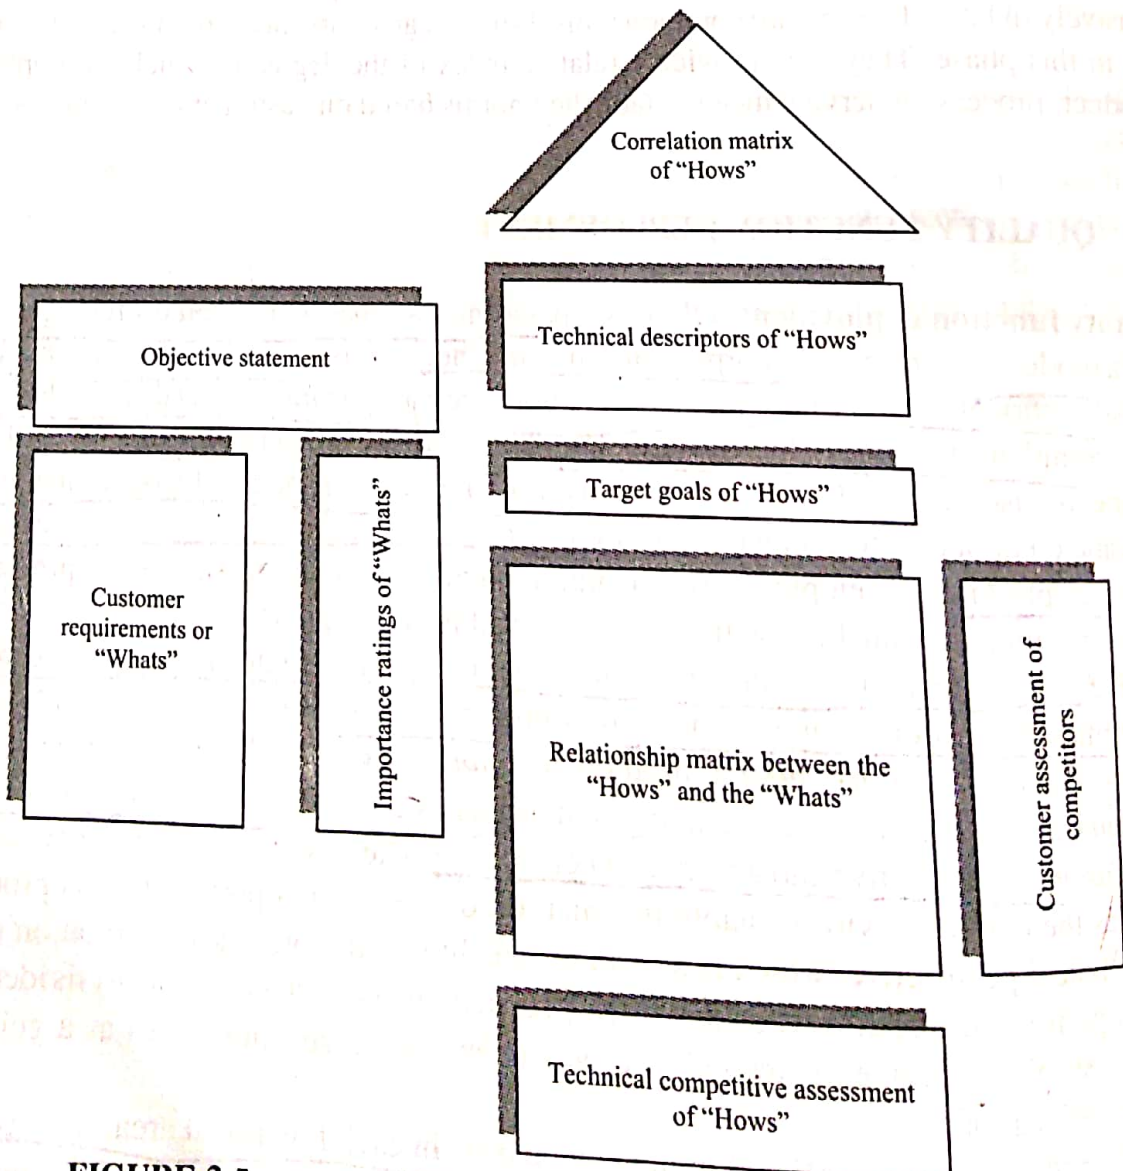 Correlation matrix
of “Hows”
Objective statement
Technical descriptors of “Hows”
Target goals of “Hows”
Customer
requirements or
“Whats”
Importance ratings of “Whats”
Relationship matrix between the
“Hows” and the “Whats”
Customer assessment of
competitors
Technical competitive assessment
of “Hows”